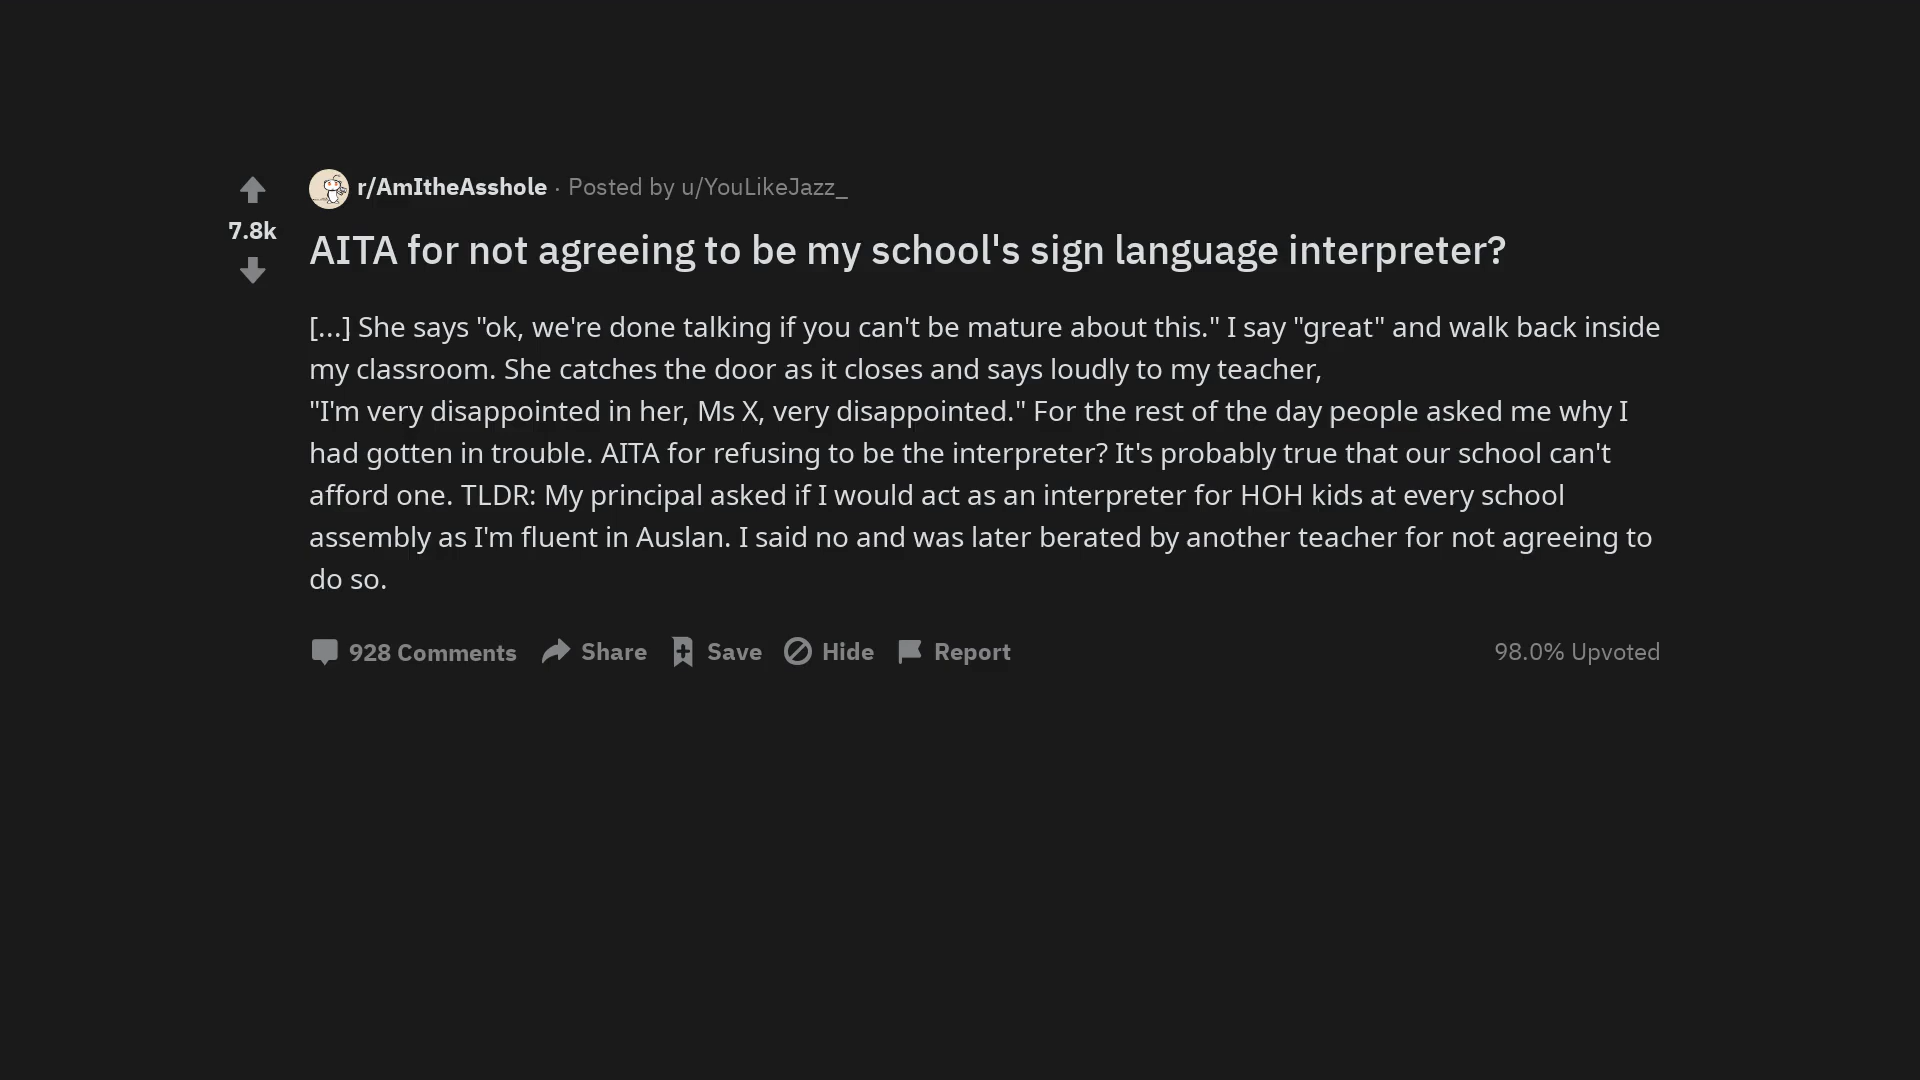 r/AmItheAsshole · Posted by u/YouLikeJazz_
7.8k
AITA for not agreeing to be my school's sign language interpreter?
[...] She says "ok, we're done talking if you can't be mature about this." I say "great" and walk back inside
my classroom. She catches the door as it closes and says loudly to my teacher,
"I'm very disappointed in her, Ms X, very disappointed." For the rest of the day people asked me why I
had gotten in trouble. AITA for refusing to be the interpreter? It's probably true that our school can't
afford one. TLDR: My principal asked if I would act as an interpreter for HOH kids at every school
assembly as I'm fluent in Auslan. I said no and was later berated by another teacher for not agreeing to
do so.
928 Comments Share Save Hide Report 98.0% Upvoted